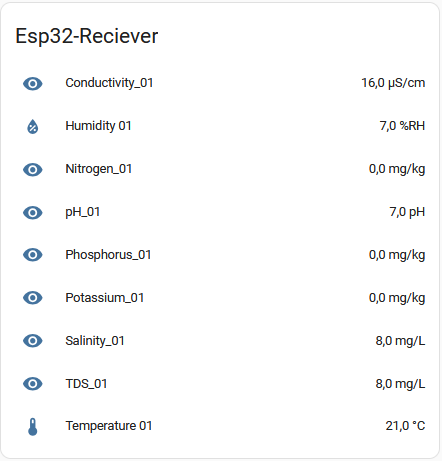 Esp32-Reciever
Conductivity_01 16,0 µS/cm
Humidity 01 7,0 %RH
Nitrogen_01 0,0 mg/kg
pH_01 7,0 pH
Phosphorus_01 0,0 mg/kg
Potassium_01 0,0 mg/kg
Salinity_01 8,0 mg/L
TDS_01 8,0 mg/L
Temperature 01 21,0 °C